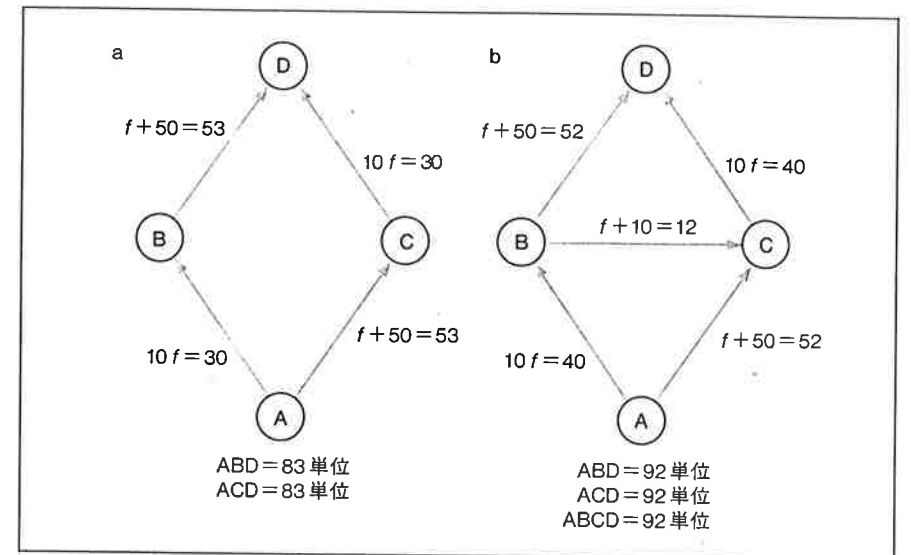 a
D
f+50=53
10 f=30
B
C
10 f=30
f+50=53
A
ABD=83単位
ACD=83単位
b
D
f+50=52
10 f=40
B
f+10=12
C
10 f=40
f+50=52
A
ABD=92単位
ACD=92単位
ABCD=92単位